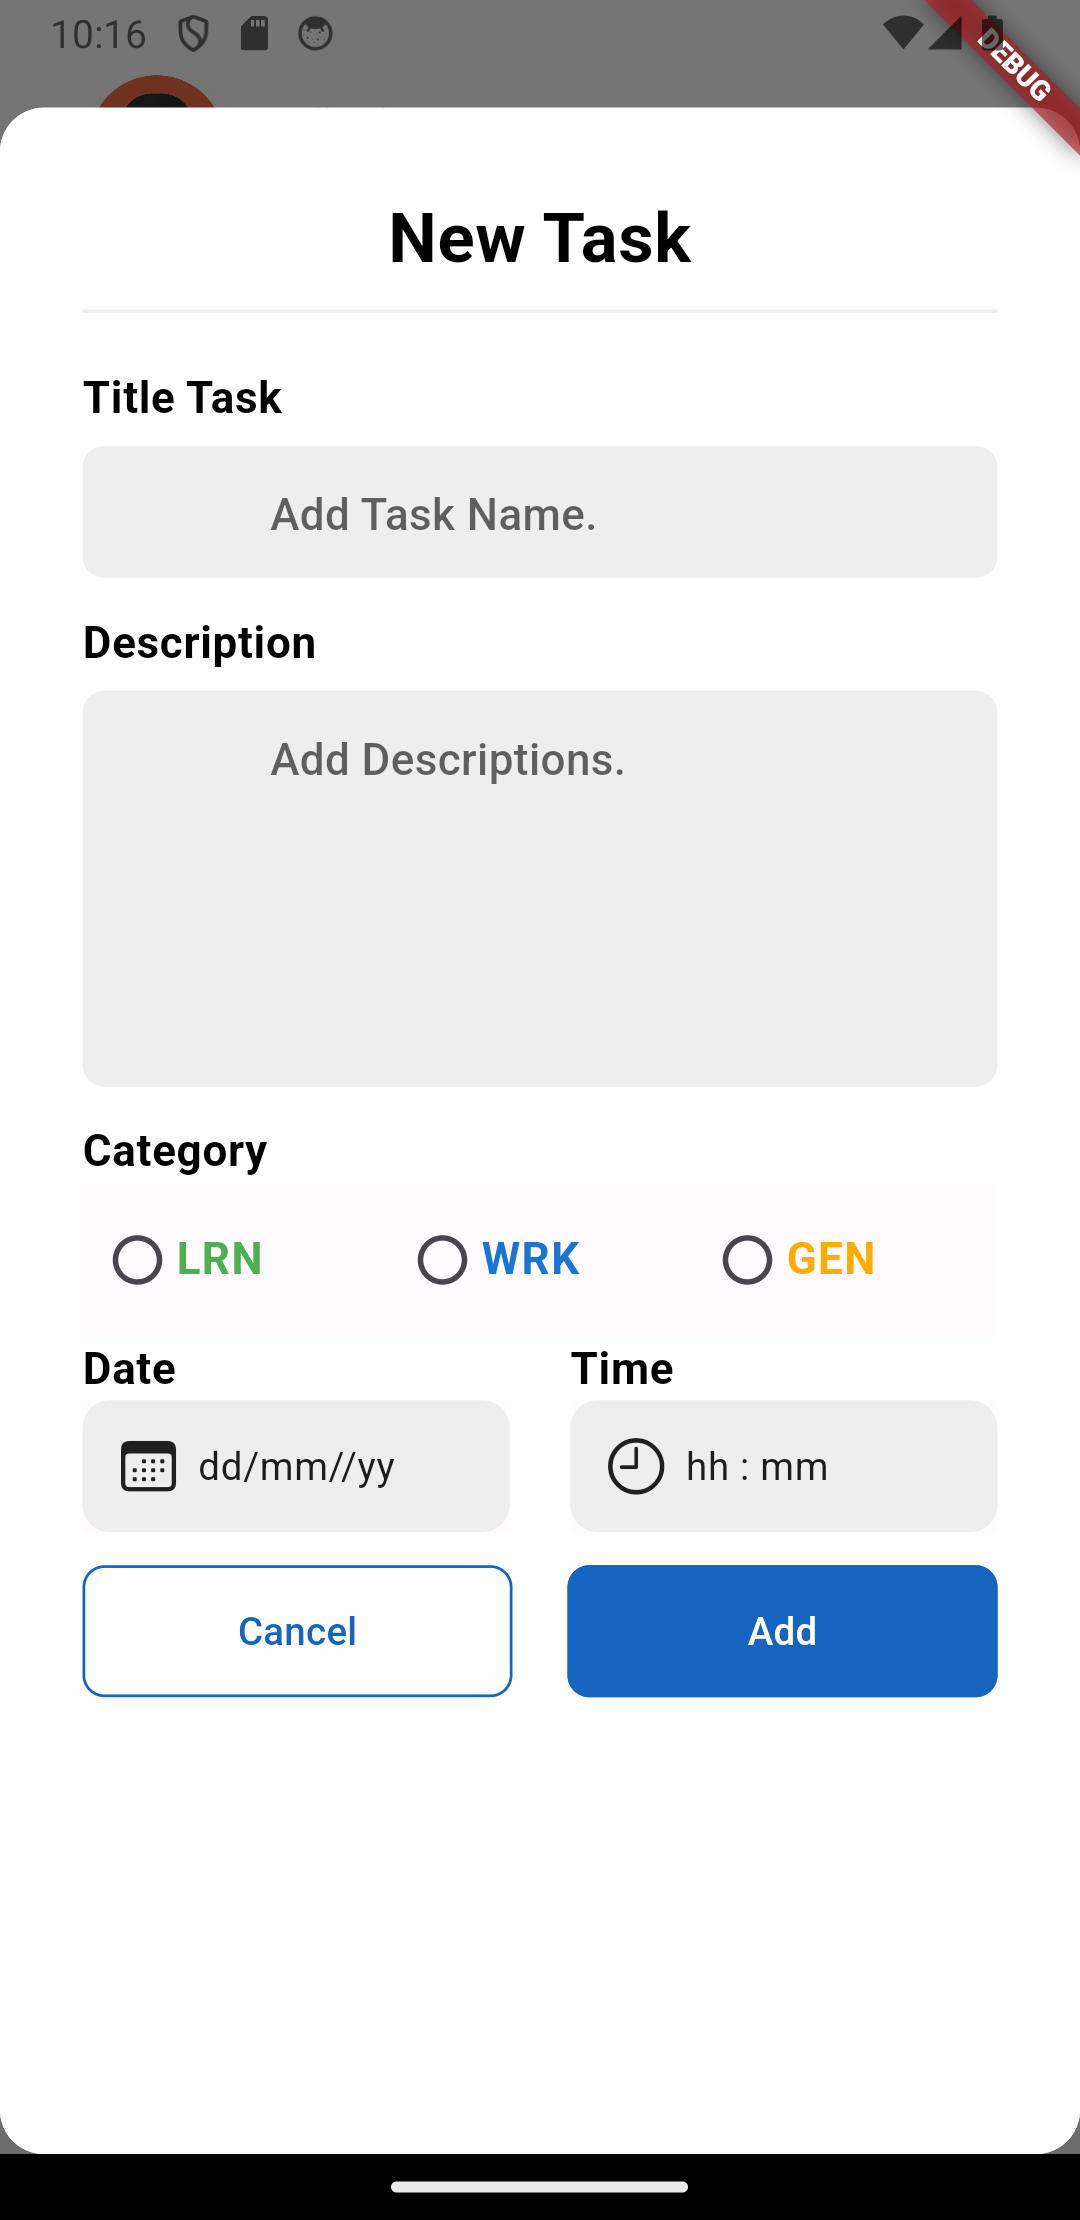 10:16
DEBUG
New Task
Title Task
Add Task Name.
Description
Add Descriptions.
Category
LRN WRK GEN
Date Time
dd/mm//yy hh : mm
Cancel Add